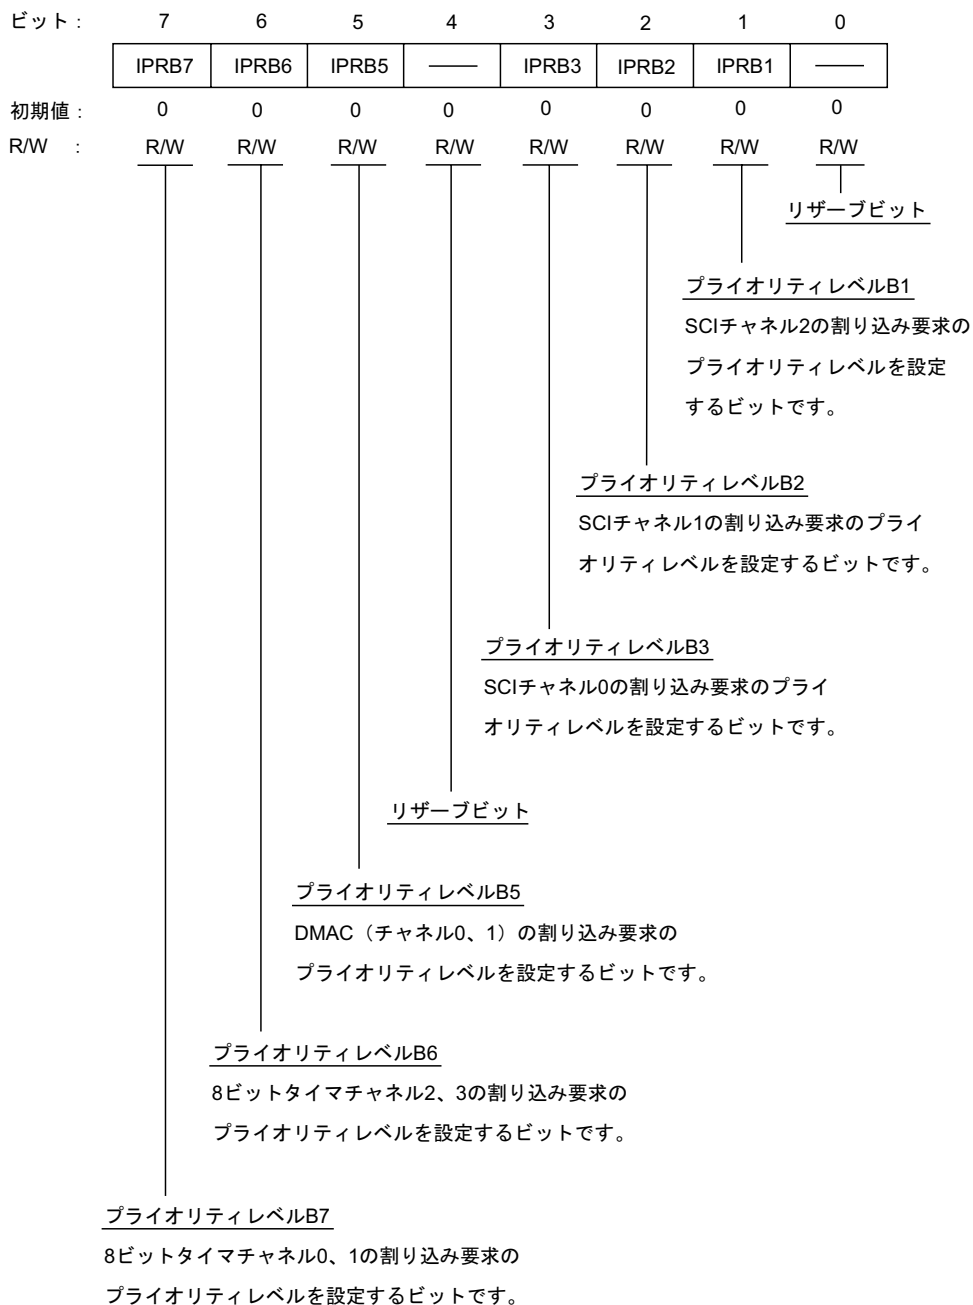 ビット： 7 6 5 4 3 2 1 0
IPRB7 IPRB6 IPRB5 ── IPRB3 IPRB2 IPRB1 ──
初期値： 0 0 0 0 0 0 0 0
R/W ： R/W R/W R/W R/W R/W R/W R/W R/W
リザーブビット
プライオリティレベルB1
SCIチャネル2の割り込み要求の
プライオリティレベルを設定
するビットです。
プライオリティレベルB2
SCIチャネル1の割り込み要求のプライ
オリティレベルを設定するビットです。
プライオリティレベルB3
SCIチャネル0の割り込み要求のプライ
オリティレベルを設定するビットです。
リザーブビット
プライオリティレベルB5
DMAC（チャネル0、1）の割り込み要求の
プライオリティレベルを設定するビットです。
プライオリティレベルB6
8ビットタイマチャネル2、3の割り込み要求の
プライオリティレベルを設定するビットです。
プライオリティレベルB7
8ビットタイマチャネル0、1の割り込み要求の
プライオリティレベルを設定するビットです。